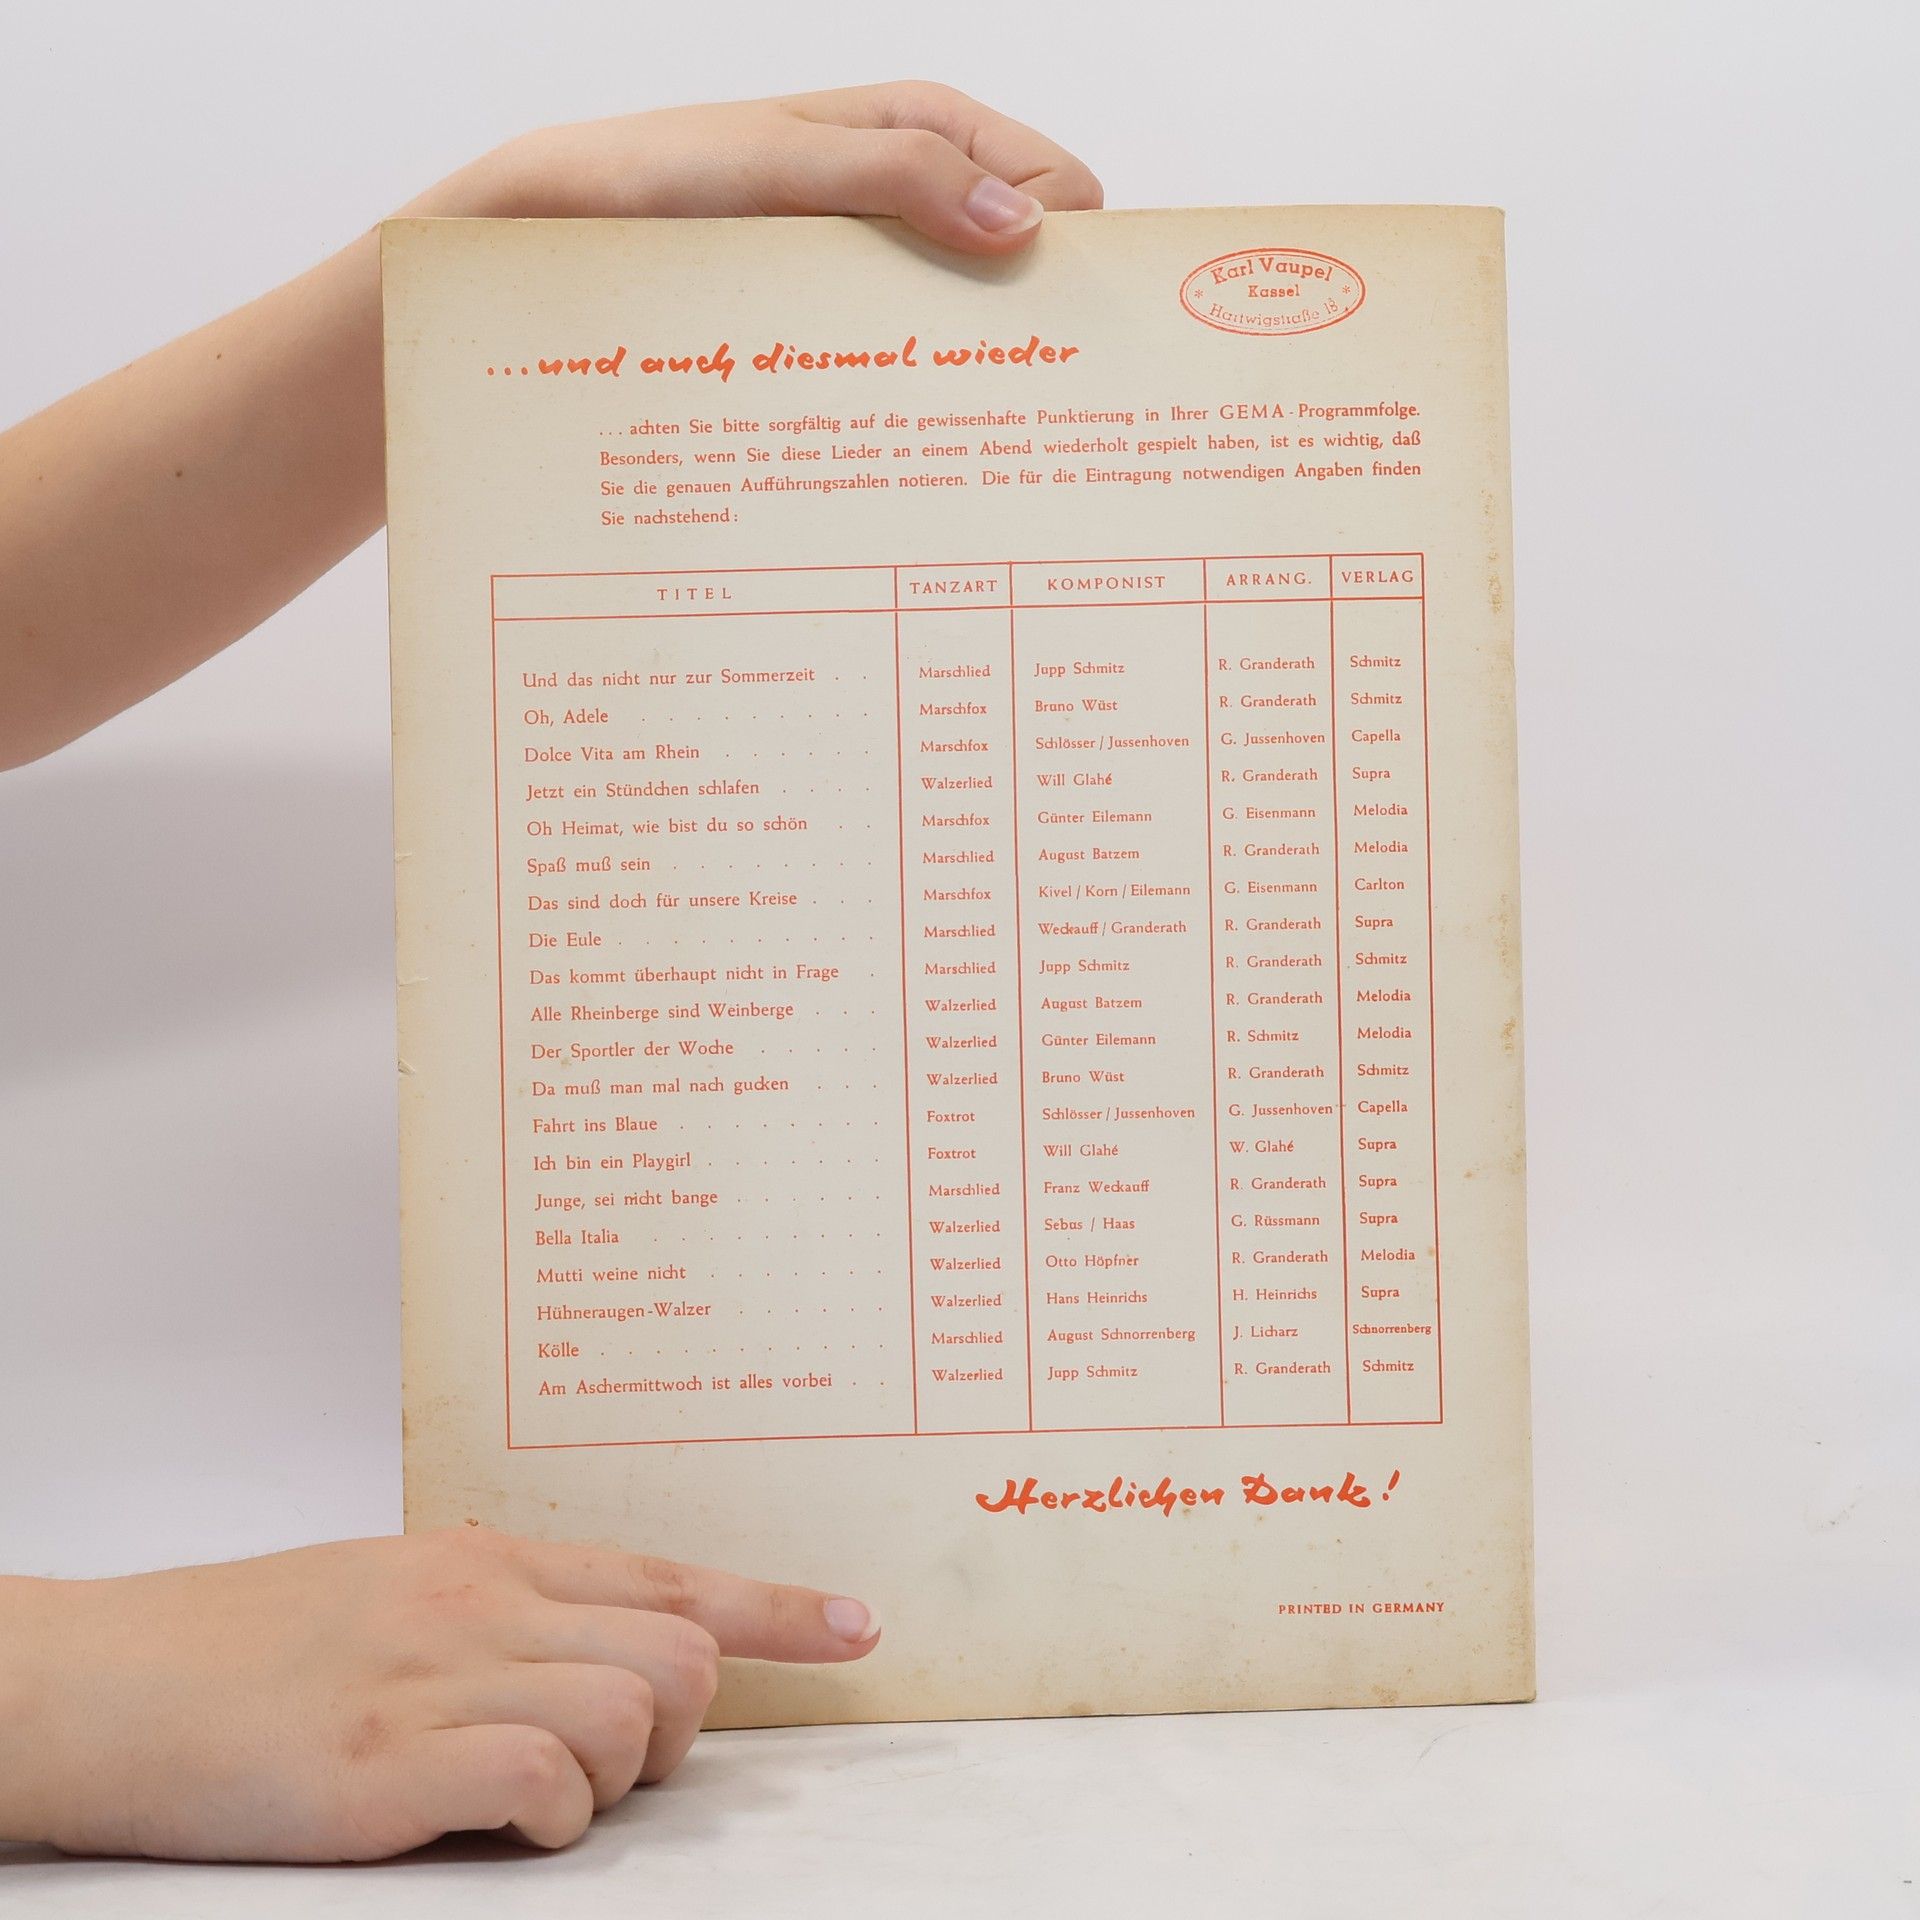 Karl Vaupel
* Kassel *
Hartwigstraße 18
...und auch diesmal wieder
... achten Sie bitte sorgfältig auf die gewissenhafte Punktierung in Ihrer GEMA-Programmfolge.
Besonders, wenn Sie diese Lieder an einem Abend wiederholt gespielt haben, ist es wichtig, daß
Sie die genauen Aufführungszahlen notieren. Die für die Eintragung notwendigen Angaben finden
Sie nachstehend:
TITEL TANZART KOMPONIST ARRANG. VERLAG
Und das nicht nur zur Sommerzeit . . Marschlied Jupp Schmitz R. Granderath Schmitz
Oh, Adele . . . . . . . . . Marschfox Bruno Wüst R. Granderath Schmitz
Dolce Vita am Rhein . . . . . . Marschfox Schlösser / Jussenhoven G. Jussenhoven Capella
Jetzt ein Stündchen schlafen . . . . Walzerlied Will Glahé R. Granderath Supra
Oh Heimat, wie bist du so schön . . Marschfox Günter Eilemann G. Eisenmann Melodia
Spaß muß sein . . . . . . . . Marschlied August Batzem R. Granderath Melodia
Das sind doch für unsere Kreise . . . Marschfox Kivel / Korn / Eilemann G. Eisenmann Carlton
Die Eule . . . . . . . . . . Marschlied Weckauff / Granderath R. Granderath Supra
Das kommt überhaupt nicht in Frage . Marschlied Jupp Schmitz R. Granderath Schmitz
Alle Rheinberge sind Weinberge . . . Walzerlied August Batzem R. Granderath Melodia
Der Sportler der Woche . . . . . Walzerlied Günter Eilemann R. Schmitz Melodia
Da muß man mal nach gucken . . . Walzerlied Bruno Wüst R. Granderath Schmitz
Fahrt ins Blaue . . . . . . . . Foxtrot Schlösser / Jussenhoven G. Jussenhoven Capella
Ich bin ein Playgirl . . . . . . . Foxtrot Will Glahé W. Glahé Supra
Junge, sei nicht bange . . . . . . Marschlied Franz Weckauff R. Granderath Supra
Bella Italia . . . . . . . . . Walzerlied Sebus / Haas G. Rüssmann Supra
Mutti weine nicht . . . . . . . Walzerlied Otto Höpfner R. Granderath Melodia
Hühneraugen-Walzer . . . . . . Walzerlied Hans Heinrichs H. Heinrichs Supra
Kölle . . . . . . . . . . . Marschlied August Schnorrenberg J. Licharz Schnorrenberg
Am Aschermittwoch ist alles vorbei . . Walzerlied Jupp Schmitz R. Granderath Schmitz
Herzlichen Dank!
PRINTED IN GERMANY